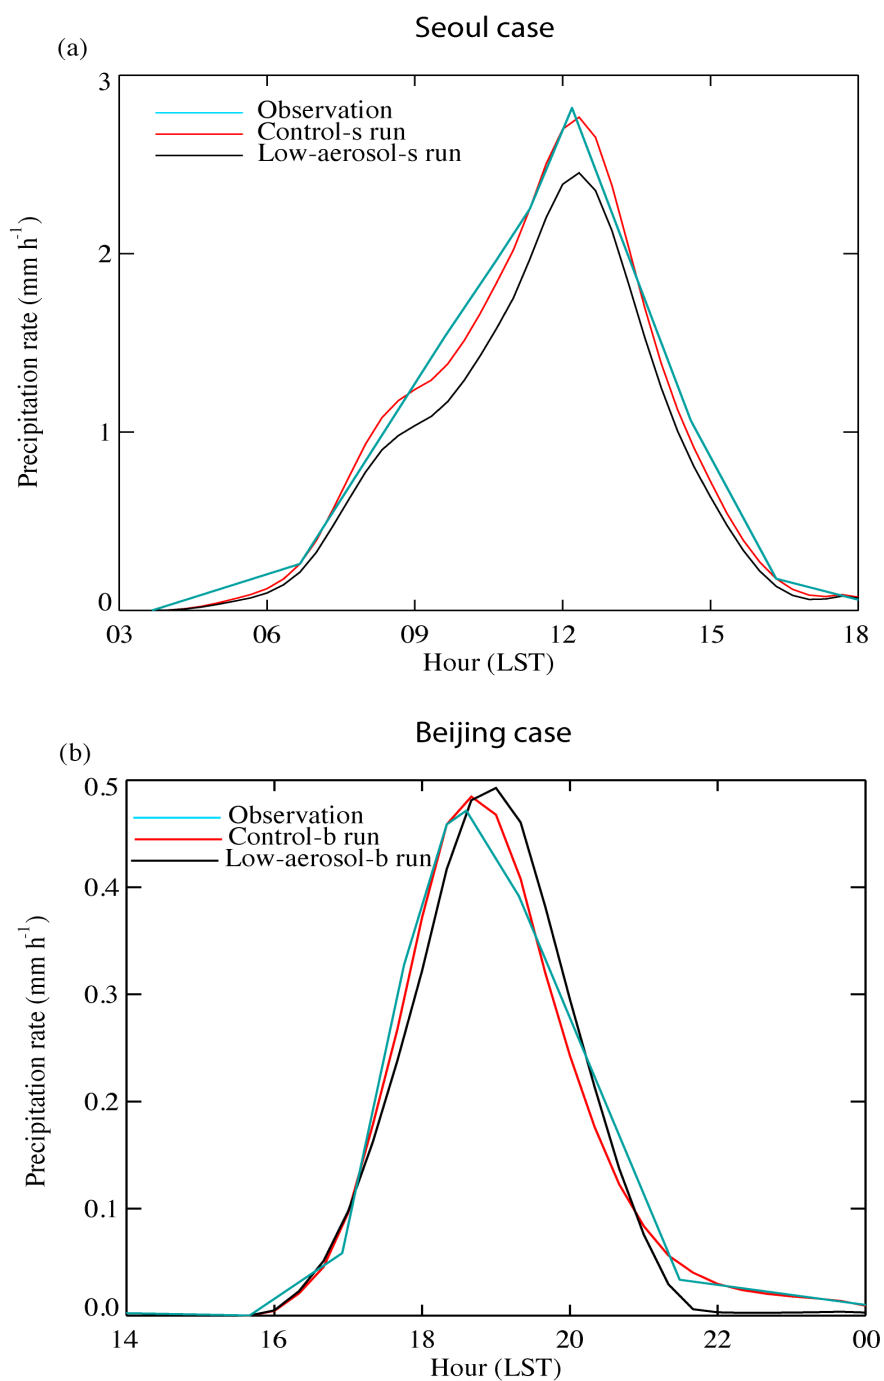 Seoul case
(a)
3
Observation
Control-s run
Low-aerosol-s run
2
Precipitation rate (mm h-1)
1
0
03 06 09 12 15 18
Hour (LST)
Beijing case
(b)
0.5
Observation
Control-b run
Low-aerosol-b run
0.4
Precipitation rate (mm h-1)
0.3
0.2
0.1
0.0
14 16 18 20 22 00
Hour (LST)